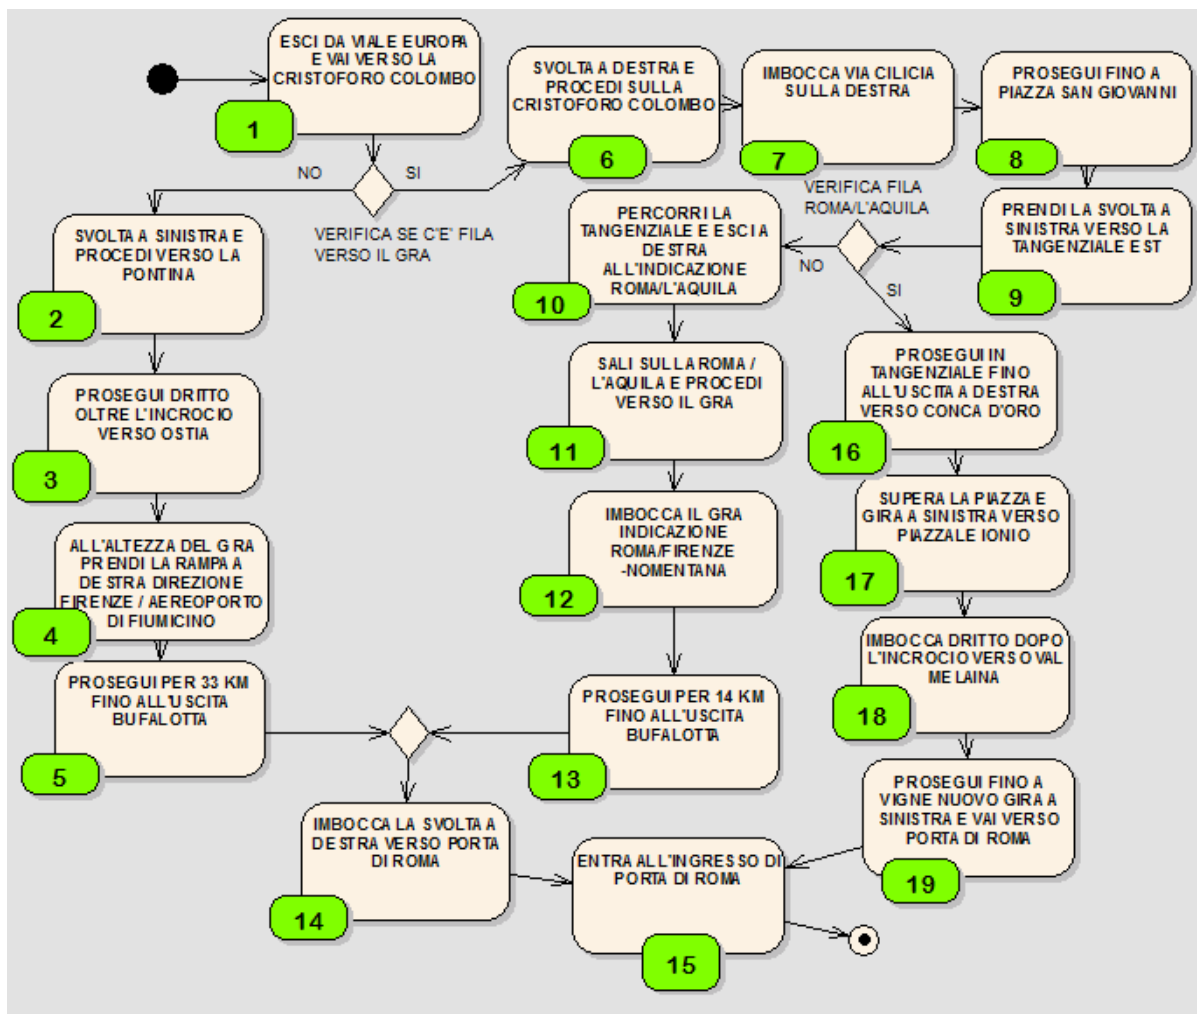 ESCI DA VIALE EUROPA
E VAI VERSO LA
CRISTOFORO COLOMBO
1
NO
SI
VERIFICA SE C'E' FILA
VERSO IL GRA
SVOLTA A SINISTRA E
PROCEDI VERSO LA
PONTINA
2
PROSEGUI DRITTO
OLTRE L'INCROCIO
VERSO OSTIA
3
ALL'ALTEZZA DEL GRA
PRENDI LA RAMPA A
DESTRA DIREZIONE
FIRENZE / AEREOPORTO
DI FIUMICINO
4
PROSEGUI PER 33 KM
FINO ALL'USCITA
BUFALOTTA
5
SVOLTA A DESTRA E
PROCEDI SULLA
CRISTOFORO COLOMBO
6
IMBOCCA VIA CILICIA
SULLA DESTRA
7
PROSEGUI FINO A
PIAZZA SAN GIOVANNI
8
PRENDI LA SVOLTA A
SINISTRA VERSO LA
TANGENZIALE EST
9
VERIFICA FILA
ROMA/L'AQUILA
NO
SI
PERCORRI LA
TANGENZIALE E ESCI A
DESTRA
ALL'INDICAZIONE
ROMA/L'AQUILA
10
SALI SULLA ROMA /
L'AQUILA E PROCEDI
VERSO IL GRA
11
IMBOCCA IL GRA
INDICAZIONE
ROMA/FIRENZE
-NOMENTANA
12
PROSEGUI PER 14 KM
FINO ALL'USCITA
BUFALOTTA
13
IMBOCCA LA SVOLTA A
DESTRA VERSO PORTA
DI ROMA
14
ENTRA ALL'INGRESSO DI
PORTA DI ROMA
15
PROSEGUI IN
TANGENZIALE FINO
ALL'USCITA A DESTRA
VERSO CONCA D'ORO
16
SUPERA LA PIAZZA E
GIRA A SINISTRA VERSO
PIAZZALE IONIO
17
IMBOCCA DRITTO DOPO
L'INCROCIO VERSO VAL
MELAINA
18
PROSEGUI FINO A
VIGNE NUOVO GIRA A
SINISTRA E VAI VERSO
PORTA DI ROMA
19